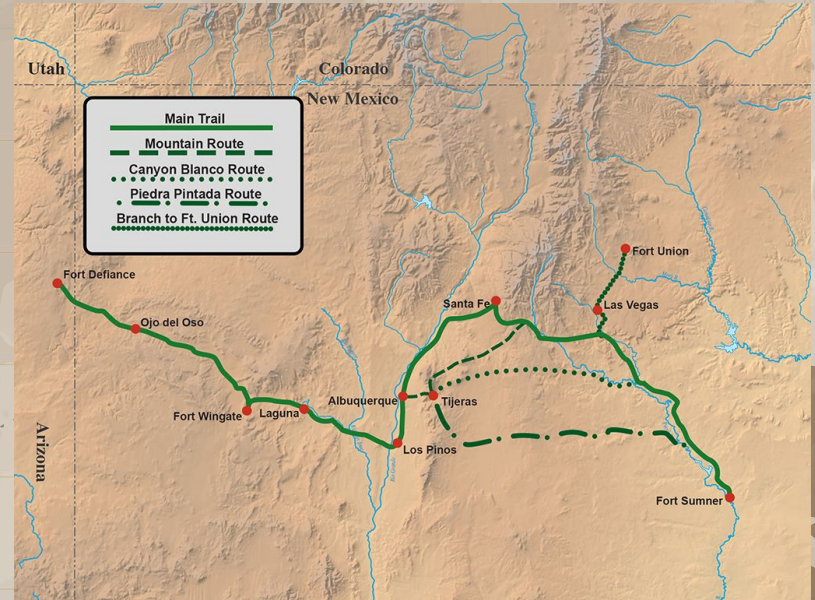 Utah
Colorado
New Mexico
Main Trail
Mountain Route
Canyon Blanco Route
Piedra Pintada Route
Branch to Ft. Union Route
Fort Union
Fort Defiance
Santa Fe
Las Vegas
Ojo del Oso
Albuquerque
Tijeras
Fort Wingate
Laguna
Arizona
Los Pinos
Fort Sumner